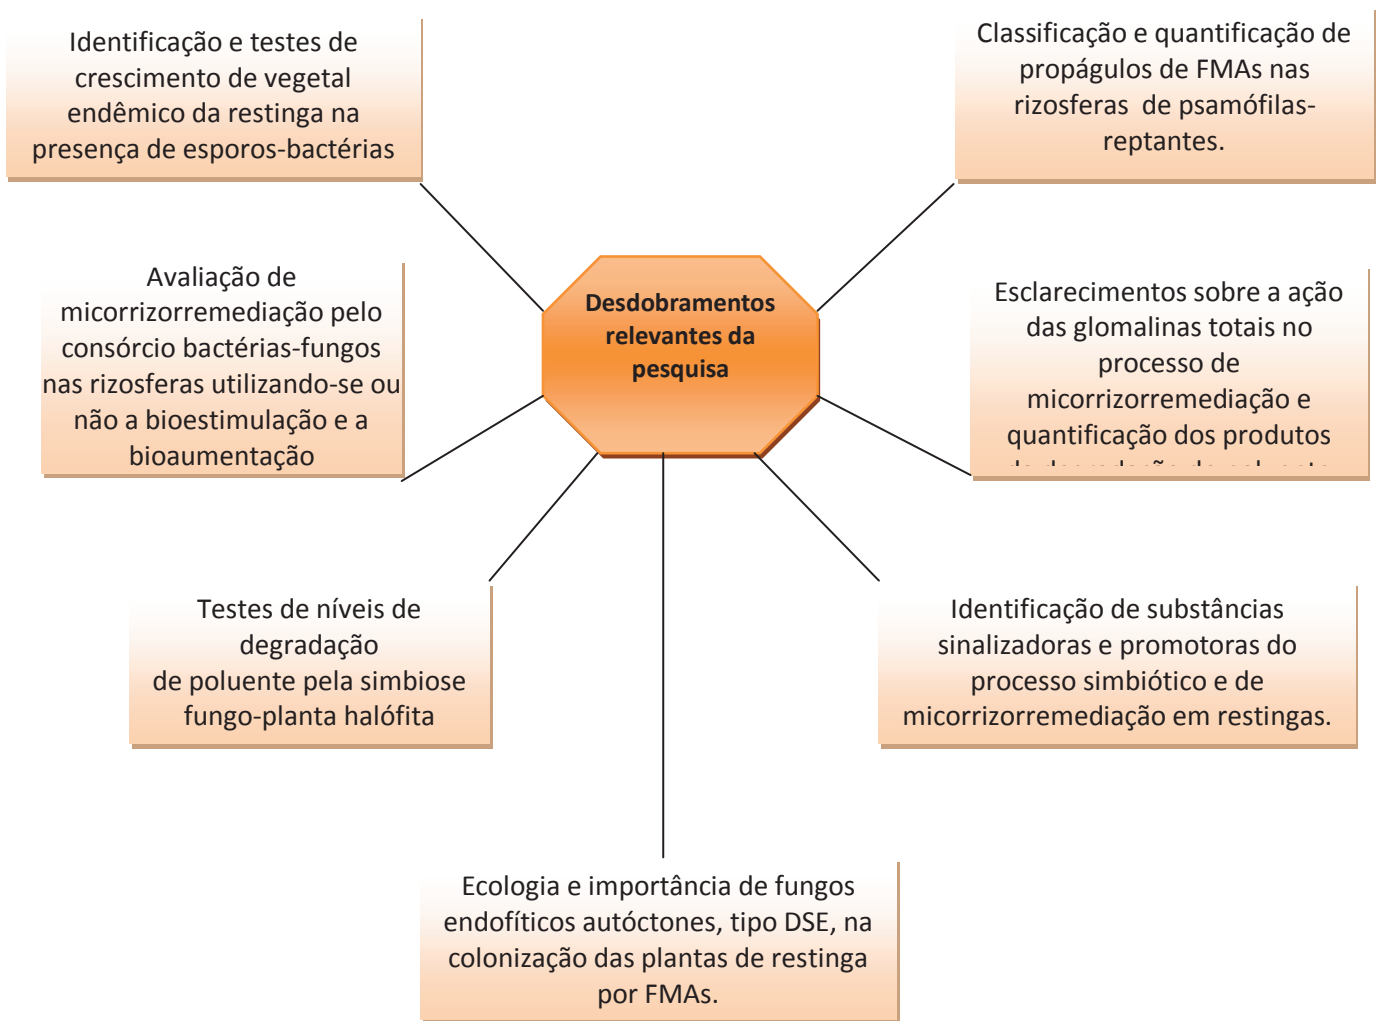 Identificação e testes de
crescimento de vegetal
endêmico da restinga na
presença de esporos-bactérias
Classificação e quantificação de
propágulos de FMAs nas
rizosferas de psamófilas-
reptantes.
Desdobramentos
relevantes da
pesquisa
Avaliação de
micorrizorremediação pelo
consórcio bactérias-fungos
nas rizosferas utilizando-se ou
não a bioestimulação e a
bioaumentação
Esclarecimentos sobre a ação
das glomalinas totais no
processo de
micorrizorremediação e
quantificação dos produtos
Testes de níveis de
degradação
de poluente pela simbiose
fungo-planta halófita
Identificação de substâncias
sinalizadoras e promotoras do
processo simbiótico e de
micorrizorremediação em restingas.
Ecologia e importância de fungos
endofíticos autóctones, tipo DSE, na
colonização das plantas de restinga
por FMAs.